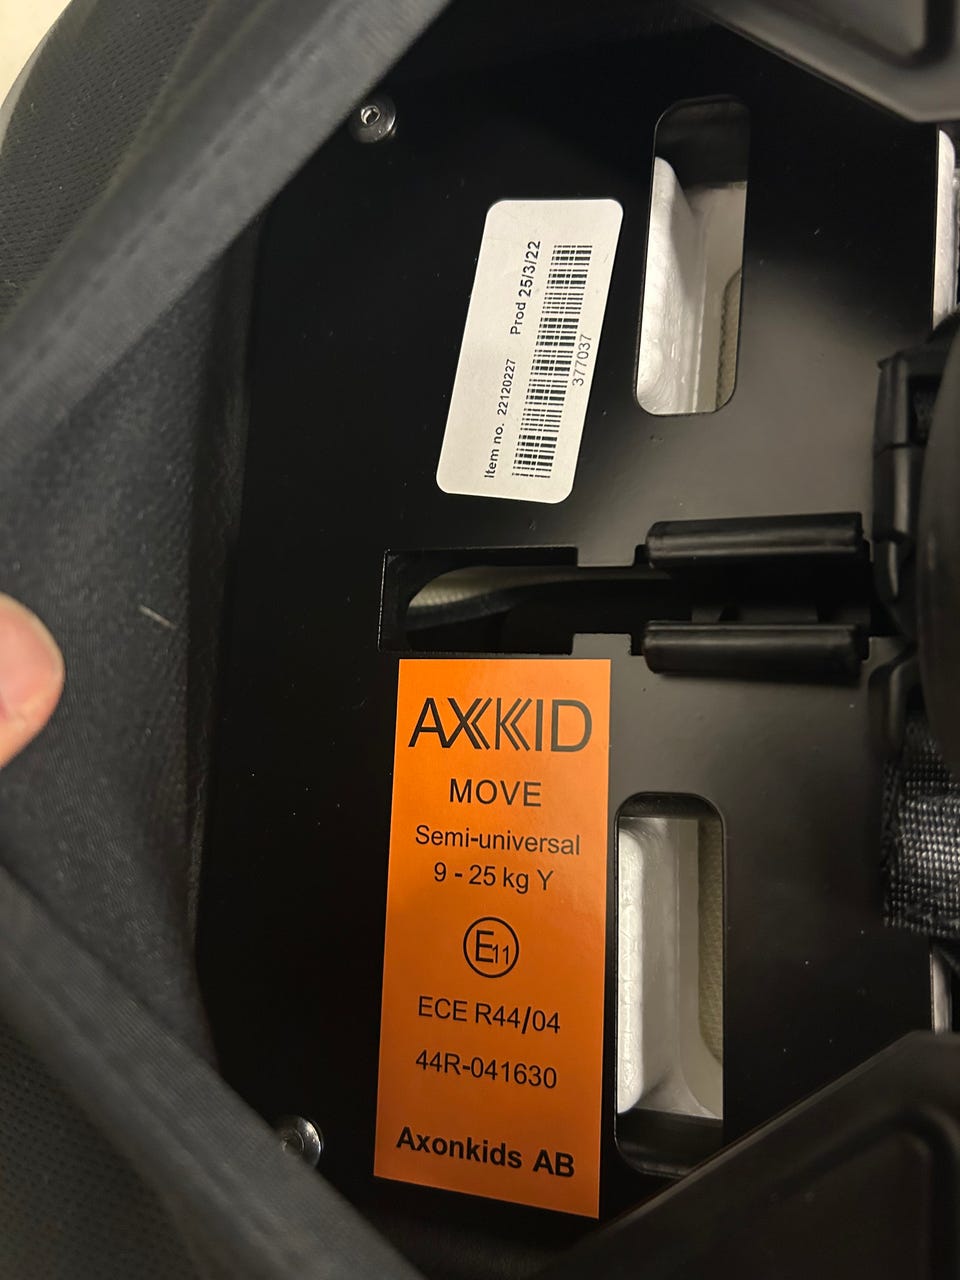 Item no. 22120227 Prod 25/3/22
377037
AXKID
MOVE
Semi-universal
9 - 25 kg Y
E11
ECE R44/04
44R-041630
Axonkids AB